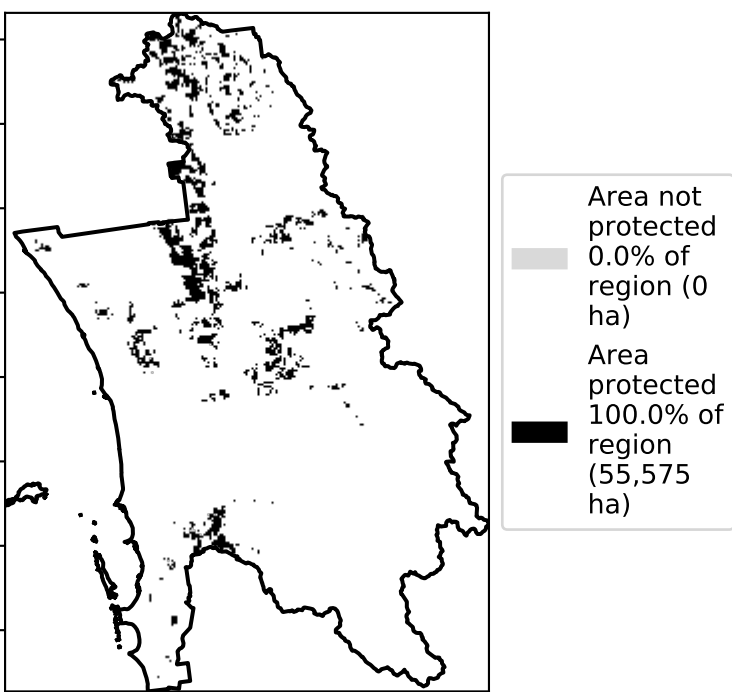 Area not
protected
0.0% of
region (0
ha)
Area
protected
100.0% of
region
(55,575
ha)